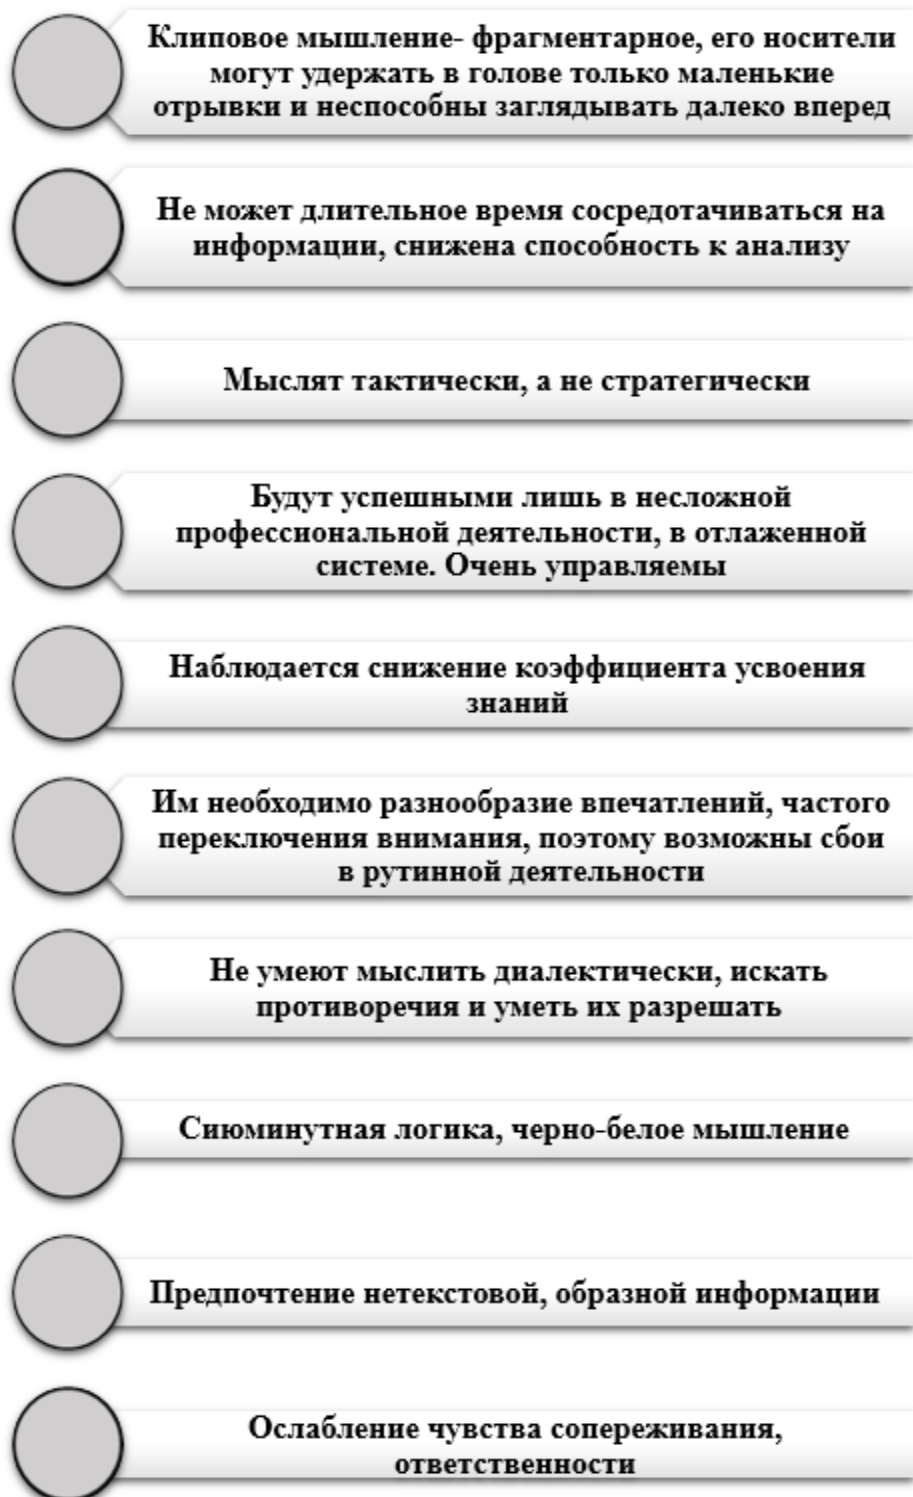 Клиповое мышление- фрагментарное, его носители
могут удержать в голове только маленькие
отрывки и неспособны заглядывать далеко вперед
Не может длительное время сосредотачиваться на
информации, снижена способность к анализу
Мыслят тактически, а не стратегически
Будут успешными лишь в несложной
профессиональной деятельности, в отлаженной
системе. Очень управляемы
Наблюдается снижение коэффициента усвоения
знаний
Им необходимо разнообразие впечатлений, частого
переключения внимания, поэтому возможны сбои
в рутинной деятельности
Не умеют мыслить диалектически, искать
противоречия и уметь их разрешать
Сиюминутная логика, черно-белое мышление
Предпочтение нетекстовой, образной информации
Ослабление чувства сопереживания,
ответственности